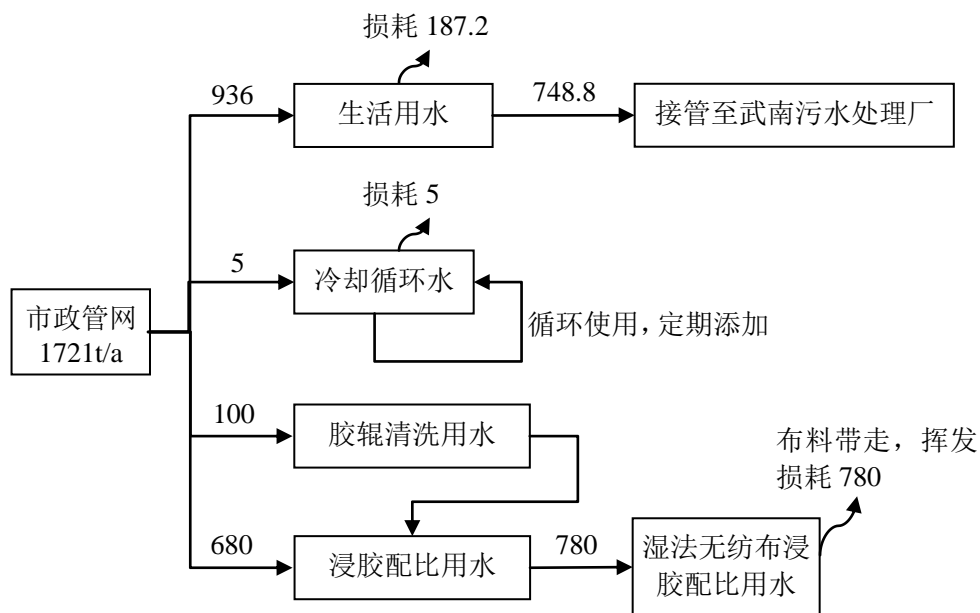 损耗 187.2
936
生活用水
748.8
接管至武南污水处理厂
损耗 5
5
冷却循环水
市政管网
1721t/a
循环使用，定期添加
100
胶辊清洗用水
布料带走，挥发
损耗 780
680
浸胶配比用水
780
湿法无纺布浸
胶配比用水